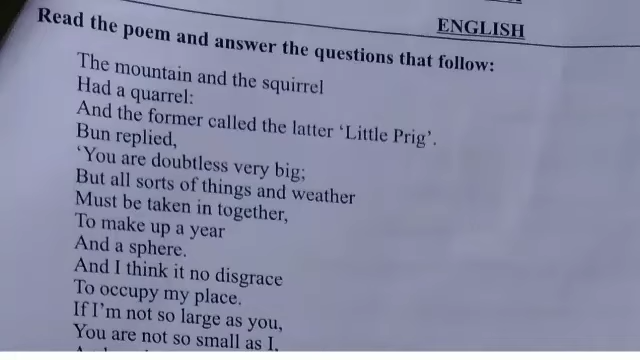 ENGLISH
Read the poem and answer the questions that follow:
The mountain and the squirrel
Had a quarrel:
And the former called the latter ‘Little Prig’.
Bun replied,
‘You are doubtless very big;
But all sorts of things and weather
Must be taken in together,
To make up a year
And a sphere.
And I think it no disgrace
To occupy my place.
If I’m not so large as you,
You are not so small as I,